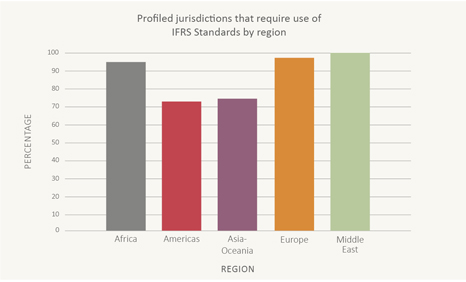 Profiled jurisdictions that require use of
IFRS Standards by region
PERCENTAGE
100
90
80
70
60
50
40
30
20
10
0
Africa
Americas
Asia-
Oceania
Europe
Middle
East
REGION